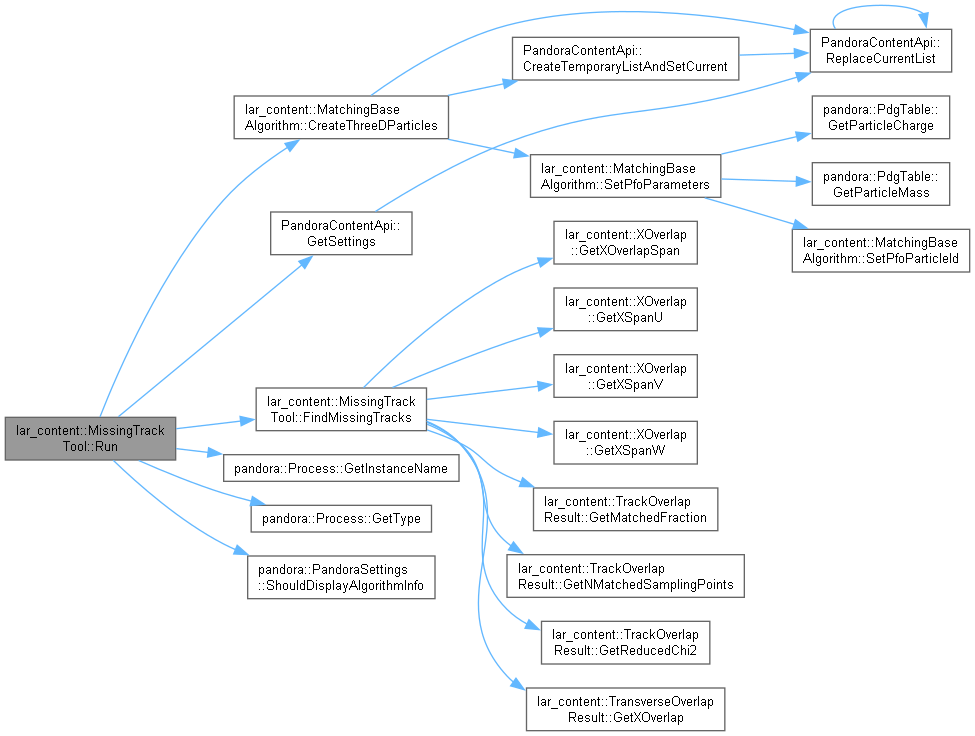 lar_content::MissingTrack
Tool::Run
lar_content::MatchingBase
Algorithm::CreateThreeDParticles
PandoraContentApi::
GetSettings
lar_content::MissingTrack
Tool::FindMissingTracks
pandora::Process::GetInstanceName
pandora::Process::GetType
pandora::PandoraSettings
::ShouldDisplayAlgorithmInfo
PandoraContentApi::
CreateTemporaryListAndSetCurrent
lar_content::MatchingBase
Algorithm::SetPfoParameters
lar_content::XOverlap
::GetXOverlapSpan
lar_content::XOverlap
::GetXSpanU
lar_content::XOverlap
::GetXSpanV
lar_content::XOverlap
::GetXSpanW
lar_content::TrackOverlap
Result::GetMatchedFraction
lar_content::TrackOverlap
Result::GetNMatchedSamplingPoints
lar_content::TrackOverlap
Result::GetReducedChi2
lar_content::TransverseOverlap
Result::GetXOverlap
PandoraContentApi::
ReplaceCurrentList
pandora::PdgTable::
GetParticleCharge
pandora::PdgTable::
GetParticleMass
lar_content::MatchingBase
Algorithm::SetPfoParticleId